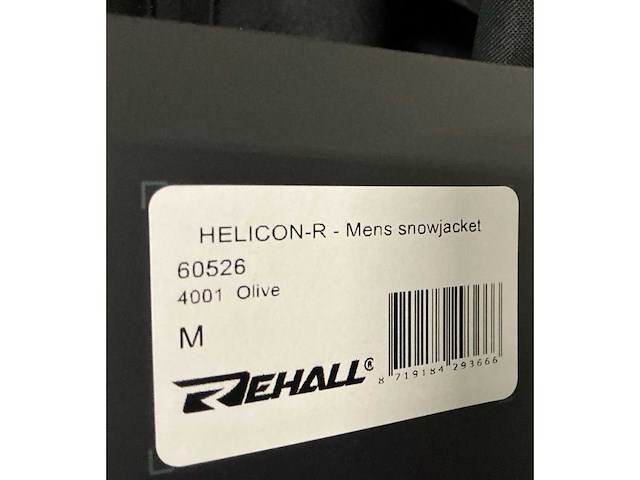 HELICON-R - Mens snowjacket
60526
4001 Olive
M
REHALL®
8 719184 293666